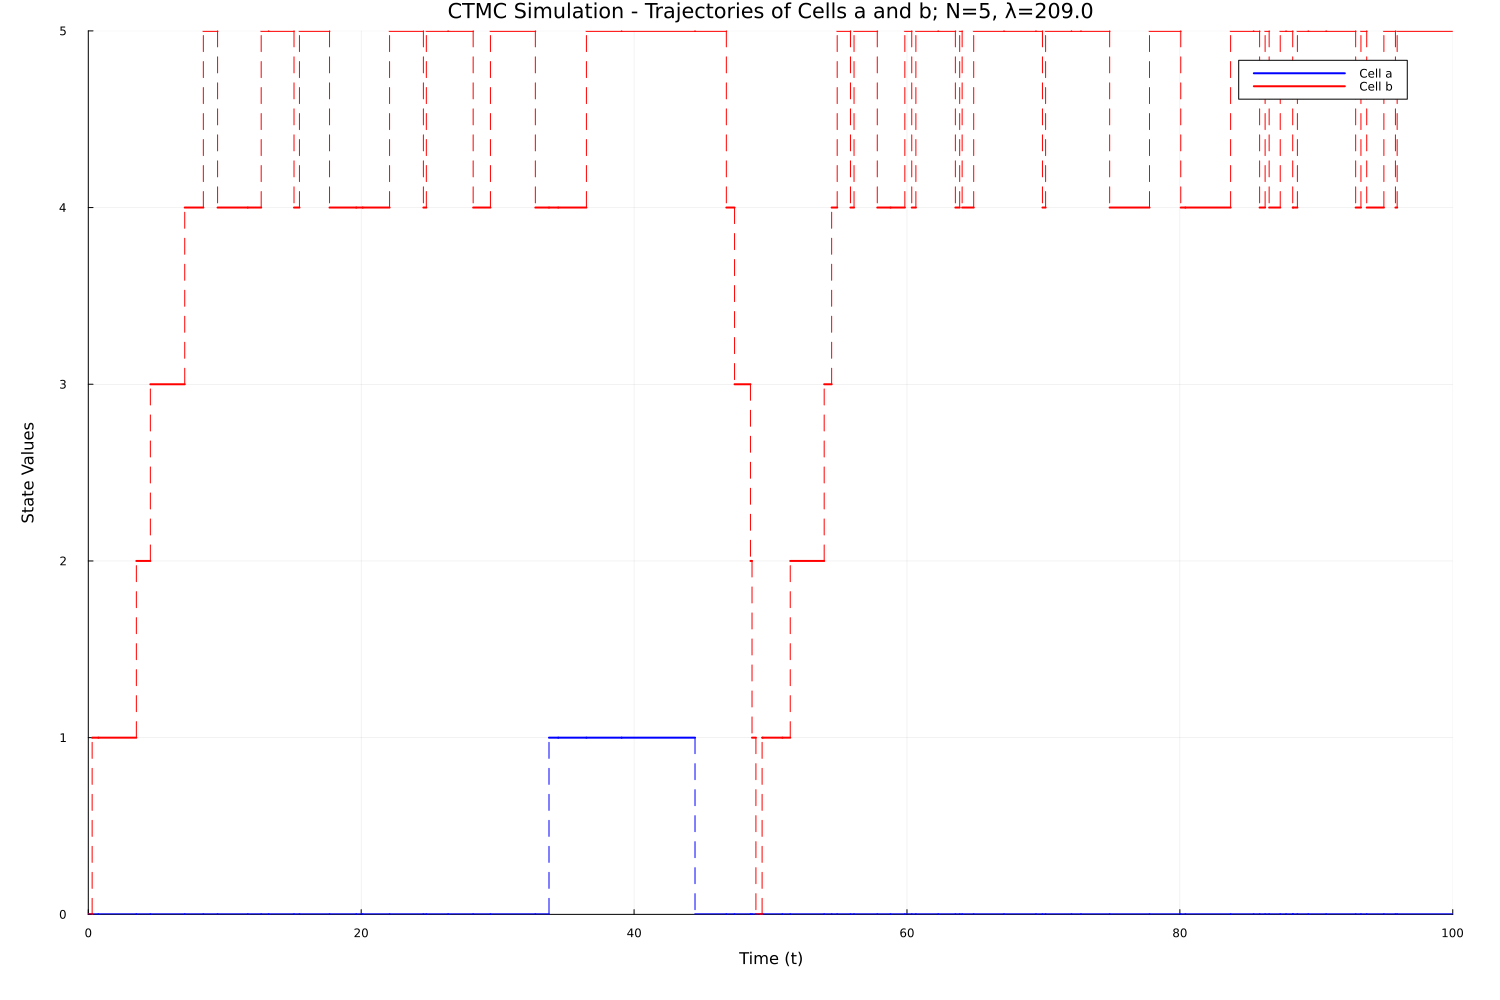 CTMC Simulation - Trajectories of Cells a and b; N=5, λ=209.0
5
Cell a
Cell b
4
3
State Values
2
1
0
0 20 40 60 80 100
Time (t)